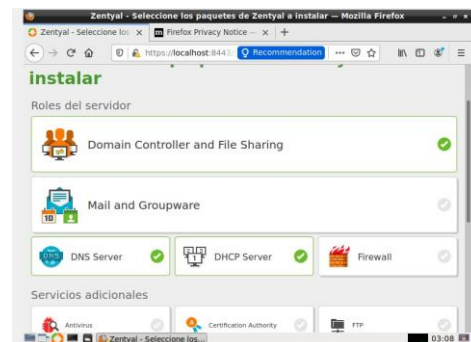 Zentyal - Seleccione los paquetes de Zentyal a instalar — Mozilla Firefox
Zentyal - Seleccione los
Firefox Privacy Notice —
https://localhost:8443
Recommendation
instalar
Roles del servidor
Domain Controller and File Sharing
Mail and Groupware
10
DNS
DNS Server
DHCP Server
Firewall
Servicios adicionales
Antivirus
Certification Authority
FTP
Zentyal - Seleccione los...
03:08